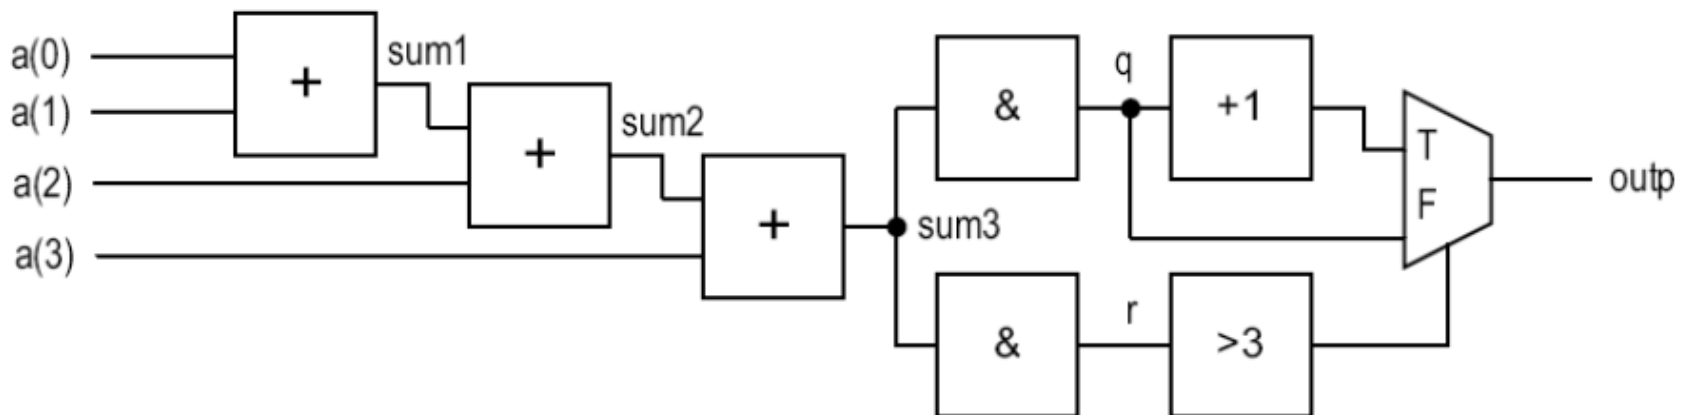 a(0)
a(1)
a(2)
a(3)
+
sum1
+
sum2
+
sum3
&
q
+1
&
r
>3
T
F
outp